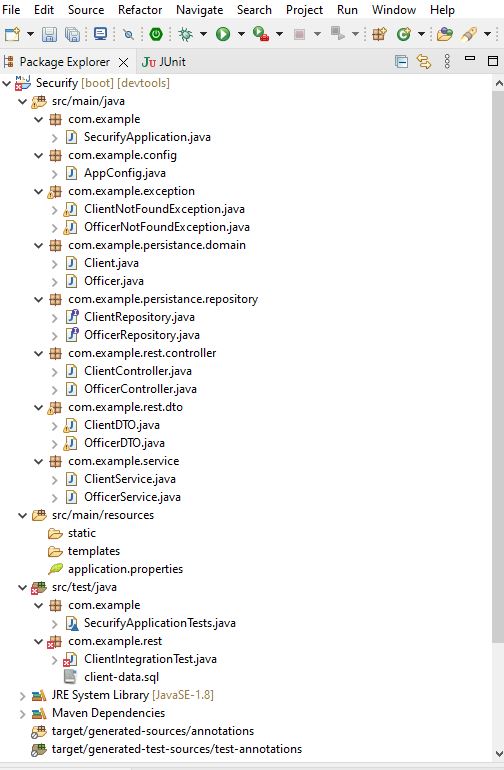 File Edit Source Refactor Navigate Search Project Run Window Help
Package Explorer JUnit
Securify [boot] [devtools]
src/main/java
com.example
SecurifyApplication.java
com.example.config
AppConfig.java
com.example.exception
ClientNotFoundException.java
OfficerNotFoundException.java
com.example.persistance.domain
Client.java
Officer.java
com.example.persistance.repository
ClientRepository.java
OfficerRepository.java
com.example.rest.controller
ClientController.java
OfficerController.java
com.example.rest.dto
ClientDTO.java
OfficerDTO.java
com.example.service
ClientService.java
OfficerService.java
src/main/resources
static
templates
application.properties
src/test/java
com.example
SecurifyApplicationTests.java
com.example.rest
ClientIntegrationTest.java
client-data.sql
JRE System Library [JavaSE-1.8]
Maven Dependencies
target/generated-sources/annotations
target/generated-test-sources/test-annotations